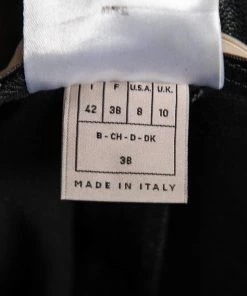 I F U.S.A. U.K.
42 38 8 10
B - CH - D - DK
38
MADE IN ITALY